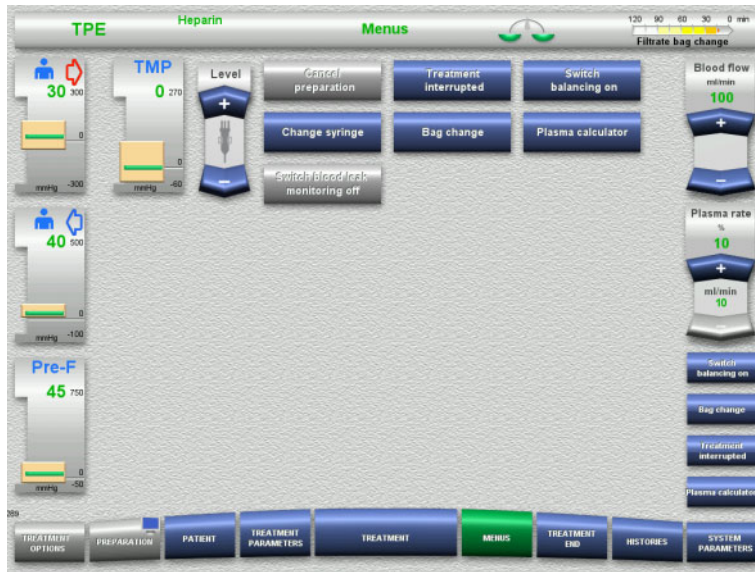 TPE
Heparin
Menus
120 90 60 30 0 min
Filtrate bag change
30 300
0
mmHg -300
TMP
0 270
0
mmHg -60
Level
+
−
Cancel
preparation
Treatment
interrupted
Switch
balancing on
Change syringe
Bag change
Plasma calculator
Switch blood leak
monitoring off
Blood flow
ml/min
100
+
−
40 500
0
mmHg -100
Plasma rate
%
10
+
ml/min
10
−
Pre-F
45 750
0
mmHg -50
Switch
balancing on
Bag change
Treatment
interrupted
Plasma calculator
289
TREATMENT
OPTIONS
PREPARATION
PATIENT
TREATMENT
PARAMETERS
TREATMENT
MENUS
TREATMENT
END
HISTORIES
SYSTEM
PARAMETERS